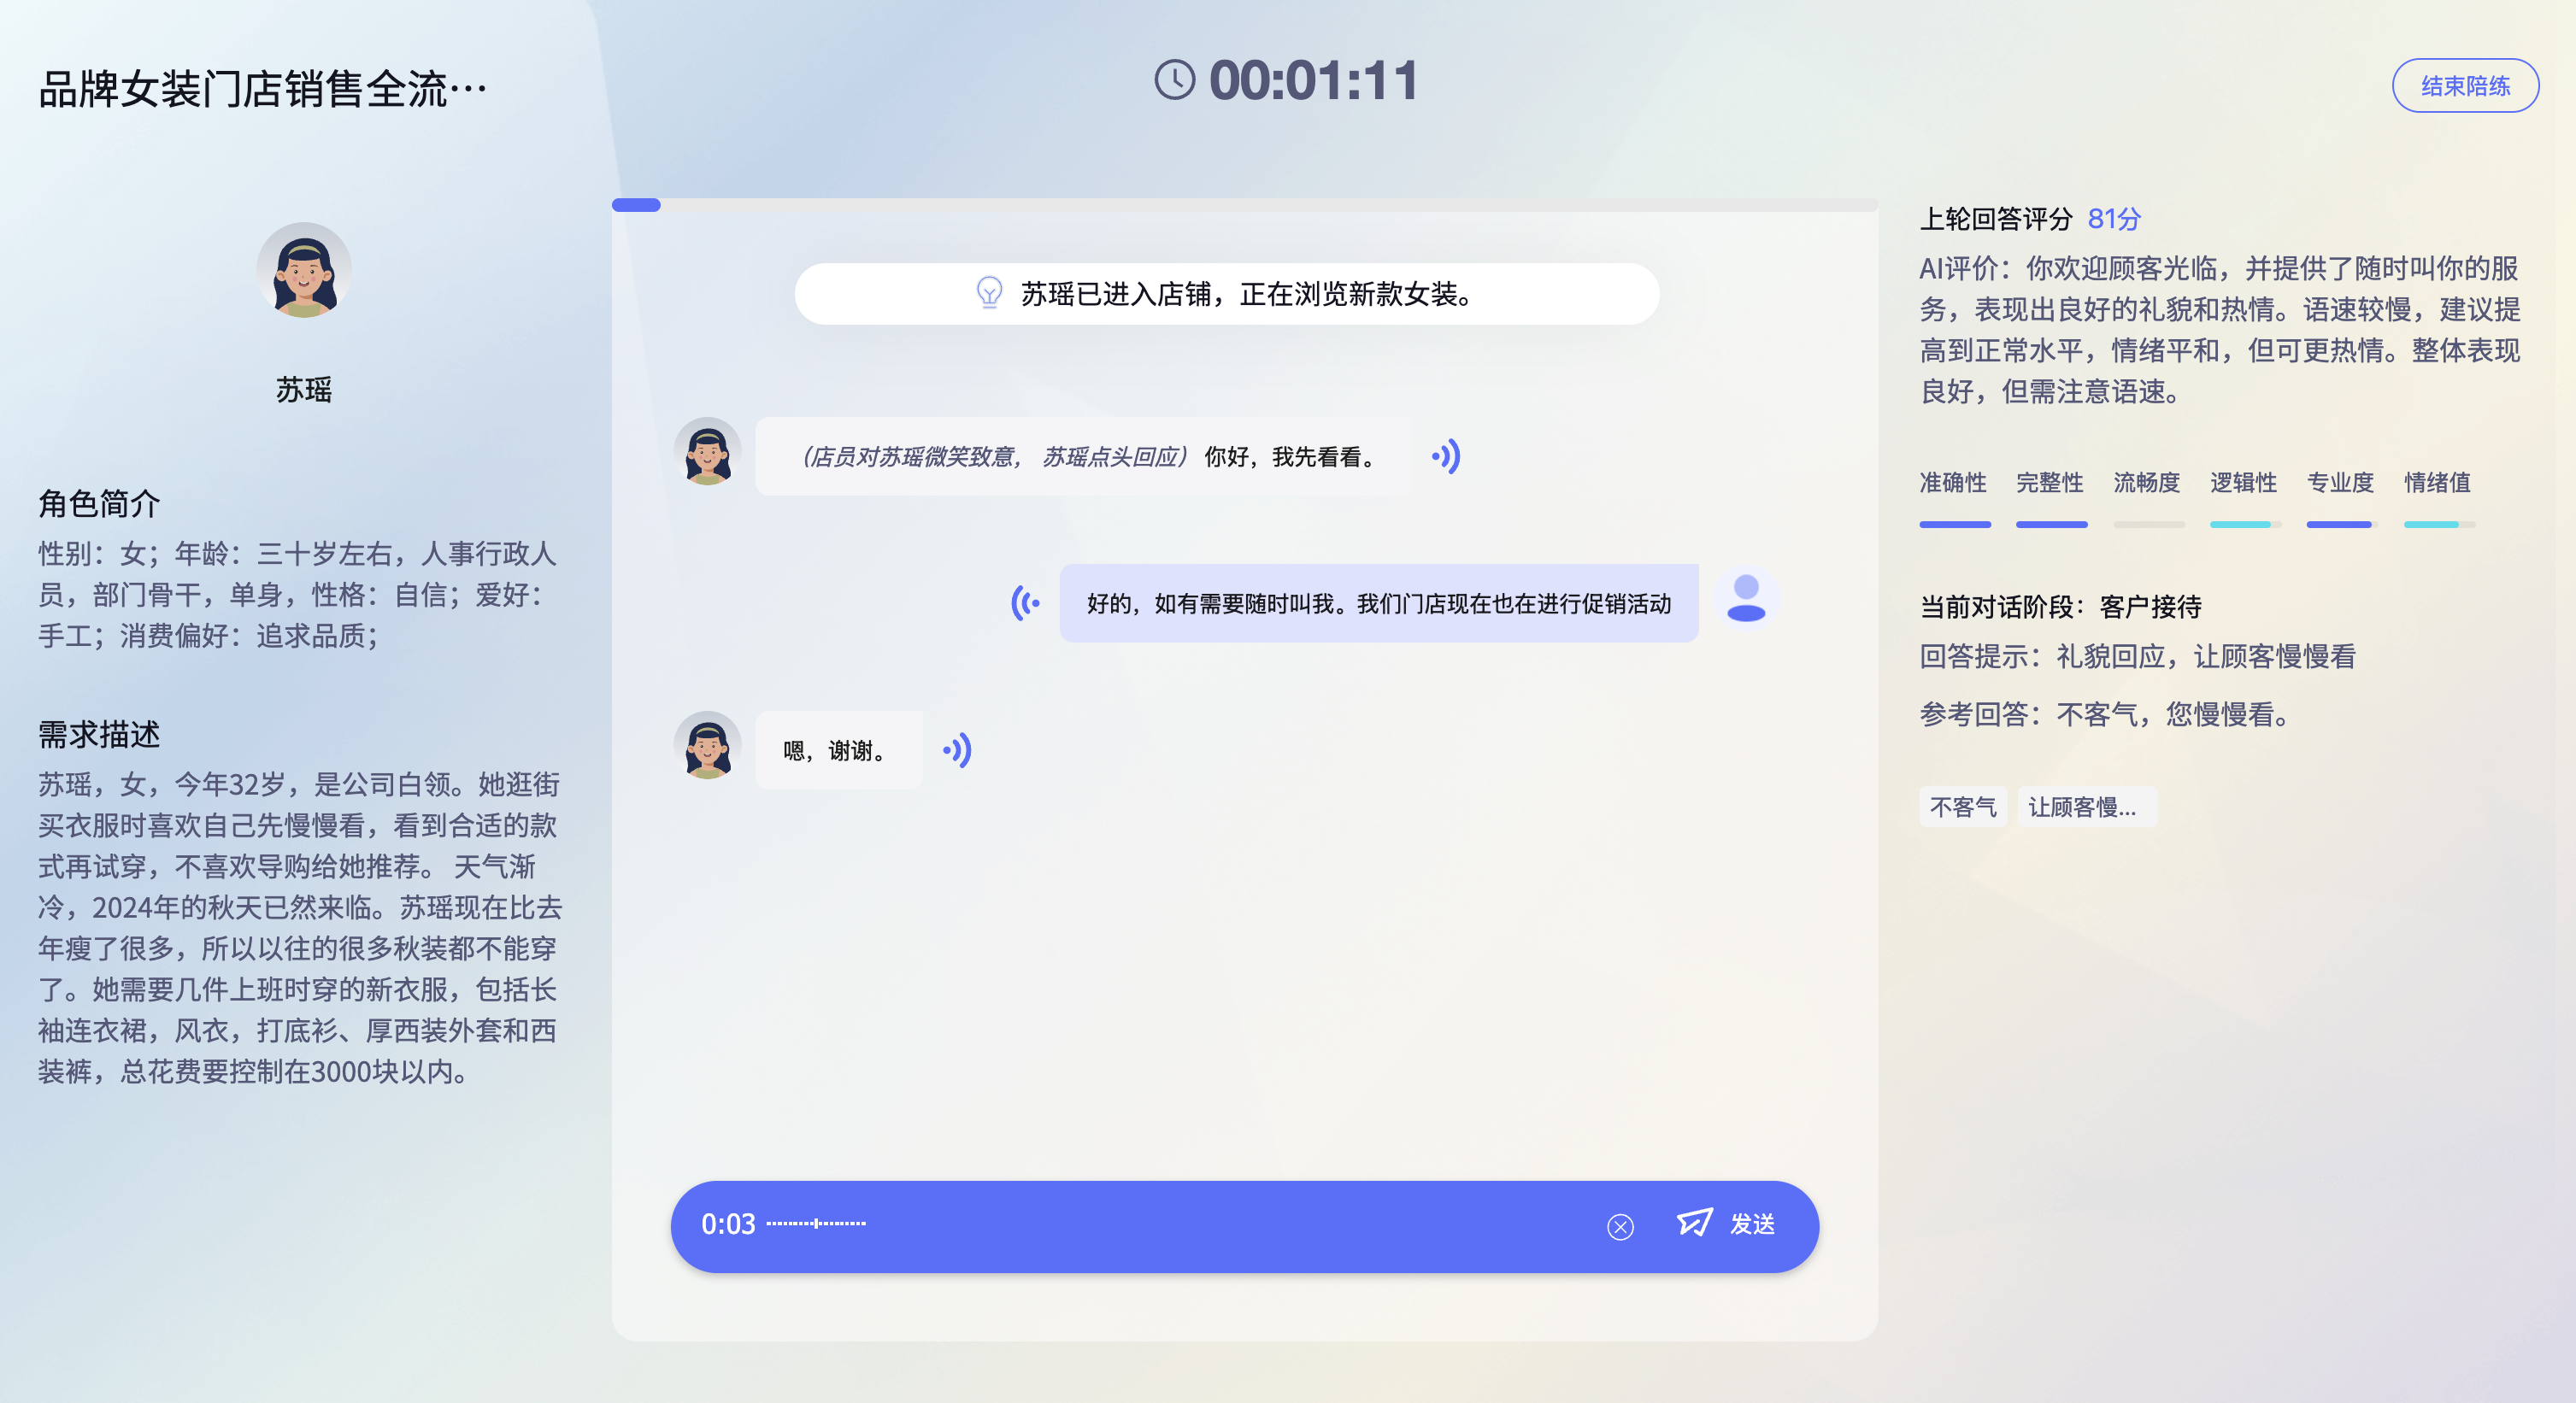 品牌女装门店销售全流…
00:01:11
结束陪练
苏瑶
角色简介
性别：女；年龄：三十岁左右，人事行政人
员，部门骨干，单身，性格：自信；爱好：
手工；消费偏好：追求品质；
需求描述
苏瑶，女，今年32岁，是公司白领。她逛街
买衣服时喜欢自己先慢慢看，看到合适的款
式再试穿，不喜欢导购给她推荐。 天气渐
冷，2024年的秋天已然来临。苏瑶现在比去
年瘦了很多，所以以往的很多秋装都不能穿
了。她需要几件上班时穿的新衣服，包括长
袖连衣裙，风衣，打底衫、厚西装外套和西
装裤，总花费要控制在3000块以内。
苏瑶已进入店铺，正在浏览新款女装。
（店员对苏瑶微笑致意， 苏瑶点头回应） 你好，我先看看。
好的，如有需要随时叫我。我们门店现在也在进行促销活动
嗯，谢谢。
0:03
发送
上轮回答评分 81分
AI评价：你欢迎顾客光临，并提供了随时叫你的服
务，表现出良好的礼貌和热情。语速较慢，建议提
高到正常水平，情绪平和，但可更热情。整体表现
良好，但需注意语速。
准确性 完整性 流畅度 逻辑性 专业度 情绪值
当前对话阶段：客户接待
回答提示：礼貌回应，让顾客慢慢看
参考回答：不客气，您慢慢看。
不客气 让顾客慢...